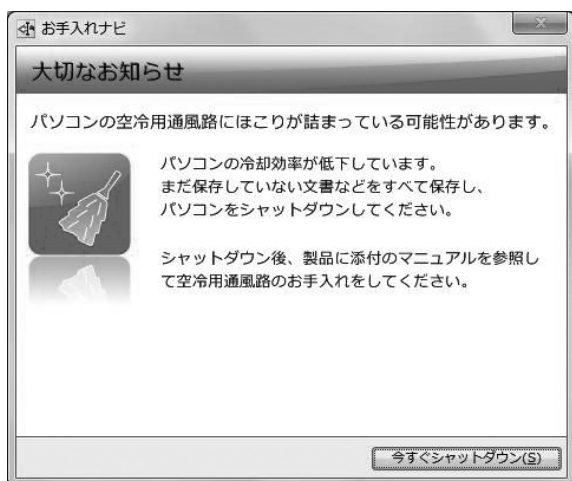 お手入れナビ
大切なお知らせ
パソコンの空冷用通風路にほこりが詰まっている可能性があります。
パソコンの冷却効率が低下しています。
まだ保存していない文書などをすべて保存し、
パソコンをシャットダウンしてください。
シャットダウン後、製品に添付のマニュアルを参照し
て空冷用通風路のお手入れをしてください。
今すぐシャットダウン(S)